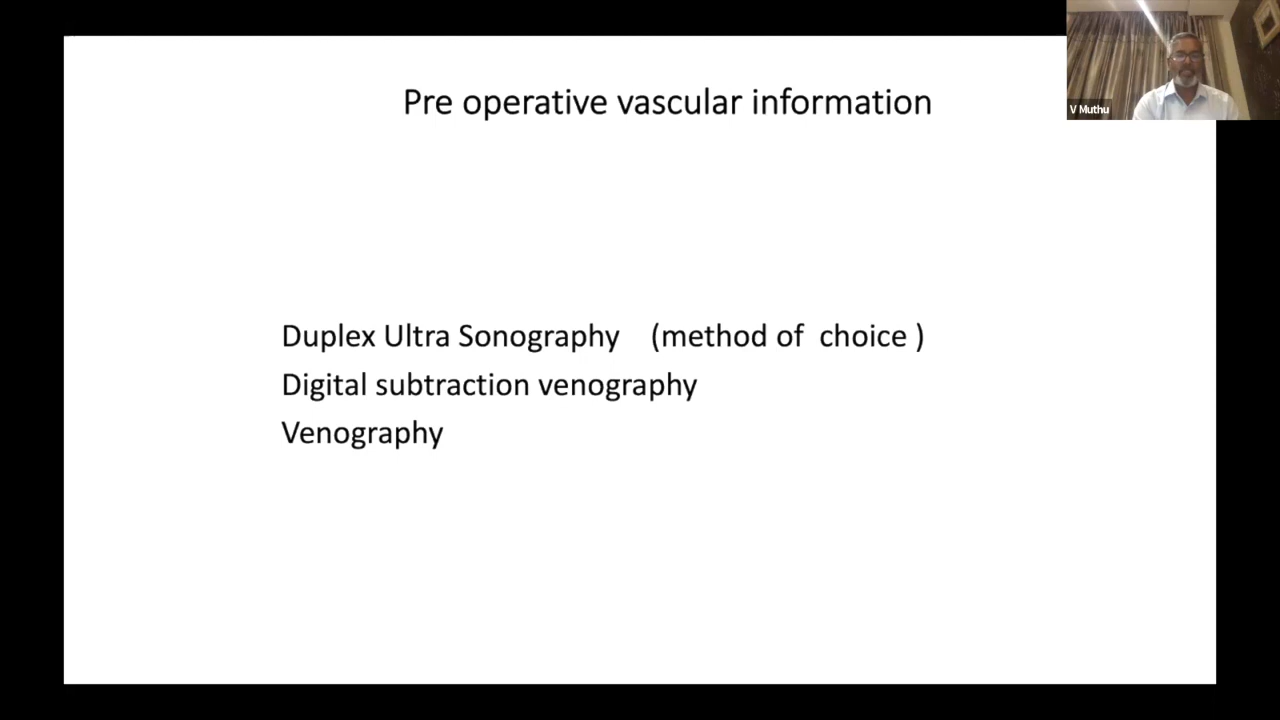 Pre operative vascular information
V Muthu
Duplex Ultra Sonography (method of choice )
Digital subtraction venography
Venography